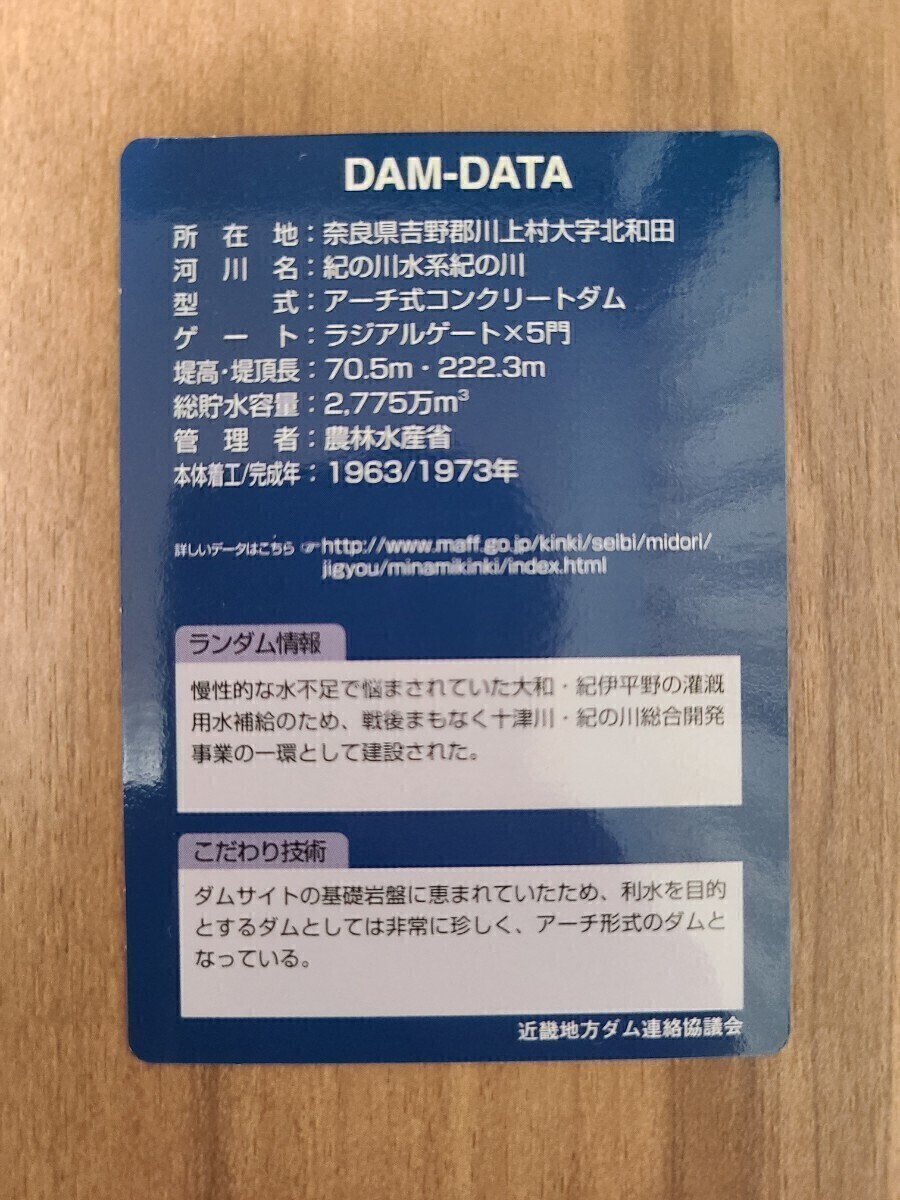 DAM-DATA
所在地：奈良県吉野郡川上村大字北和田
河川名：紀の川水系紀の川
型式：アーチ式コンクリートダム
ゲート：ラジアルゲート×5門
堤高・堤頂長：70.5m・222.3m
総貯水容量：2,775万m³
管理者：農林水産省
本体着工/完成年：1963/1973年
詳しいデータはこちら ☞http://www.maff.go.jp/kinki/seibi/midori/
jigyou/minamikinki/index.html
ランダム情報
慢性的な水不足で悩まされていた大和・紀伊平野の灌漑
用水補給のため、戦後まもなく十津川・紀の川総合開発
事業の一環として建設された。
こだわり技術
ダムサイトの基礎岩盤に恵まれていたため、利水を目的
とするダムとしては非常に珍しく、アーチ形式のダムと
なっている。
近畿地方ダム連絡協議会